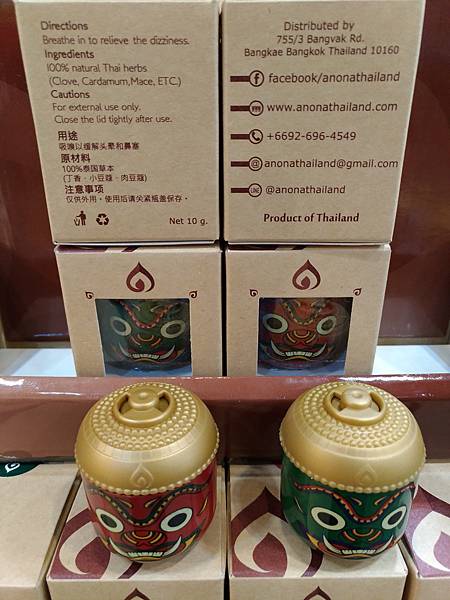 Directions
Breathe in to relieve the dizziness.
Ingredients
100% natural Thai herbs
(Clove, Cardamum,Mace, ETC.)
Cautions
For external use only.
Close the lid tightly after use.
用途
吸嗅以缓解头晕和鼻塞
原材料
100%泰国草本
(丁香、小豆蔻、肉豆蔻)
注意事项
仅供外用。使用后请关紧瓶盖保存。
Net 10 g.
Distributed by
755/3 Bangvak Rd.
Bangkae Bangkok Thailand 10160
facebook/anonathailand
www.anonathailand.com
+6692-696-4549
anonathailand@gmail.com
@anonathailand
Product of Thailand